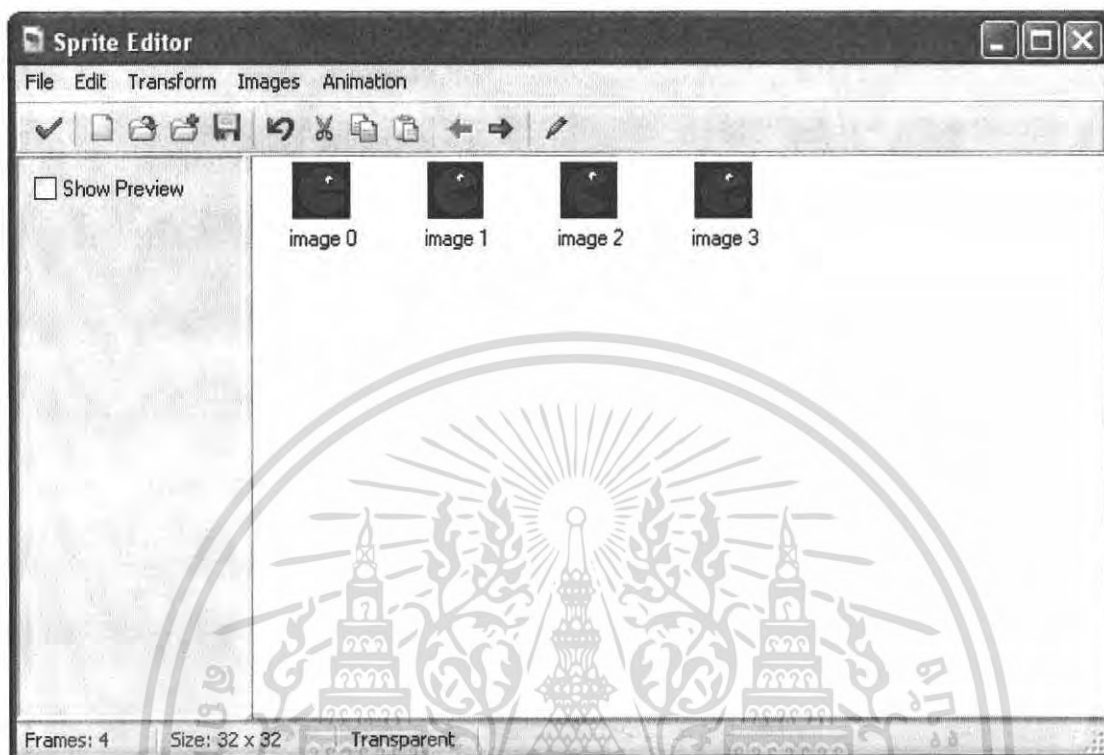 Sprite Editor
File Edit Transform Images Animation
Show Preview
image 0 image 1 image 2 image 3
Frames: 4 Size: 32 x 32 Transparent